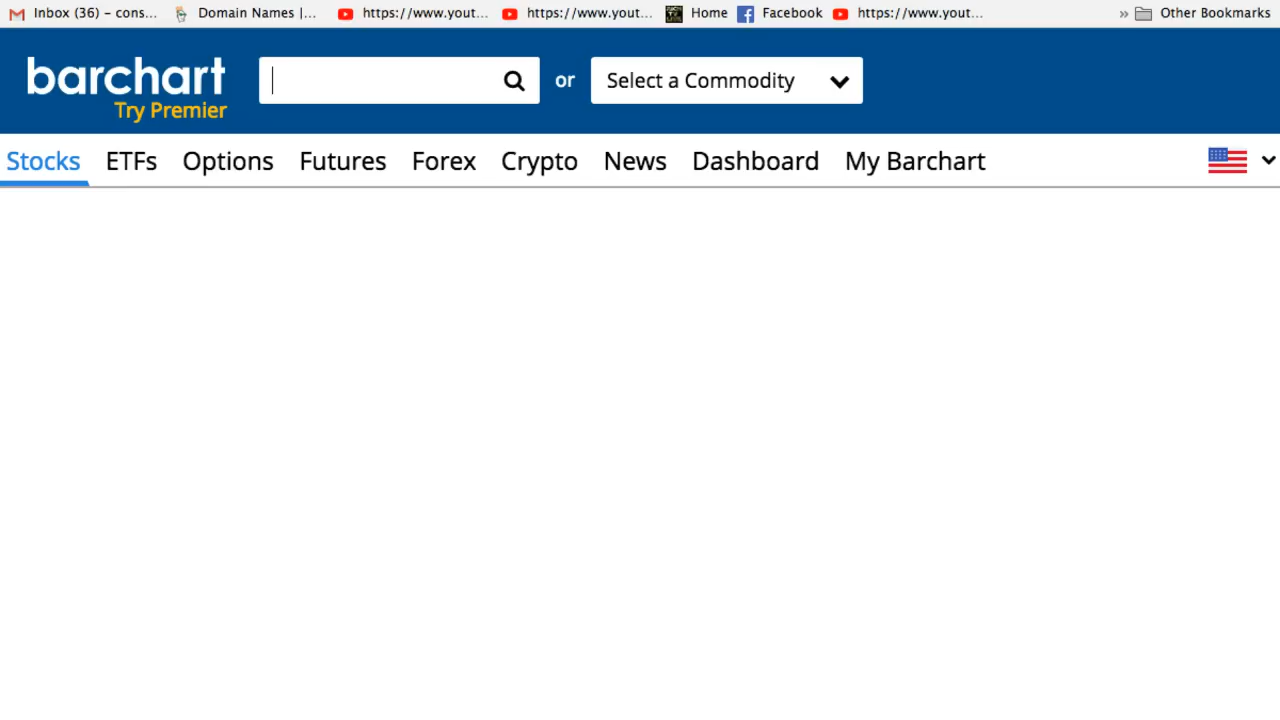 Inbox (36) – cons... Domain Names |... https://www.yout... https://www.yout... Home Facebook https://www.yout... » Other Bookmarks
barchart or Select a Commodity
Try Premier
Stocks ETFs Options Futures Forex Crypto News Dashboard My Barchart